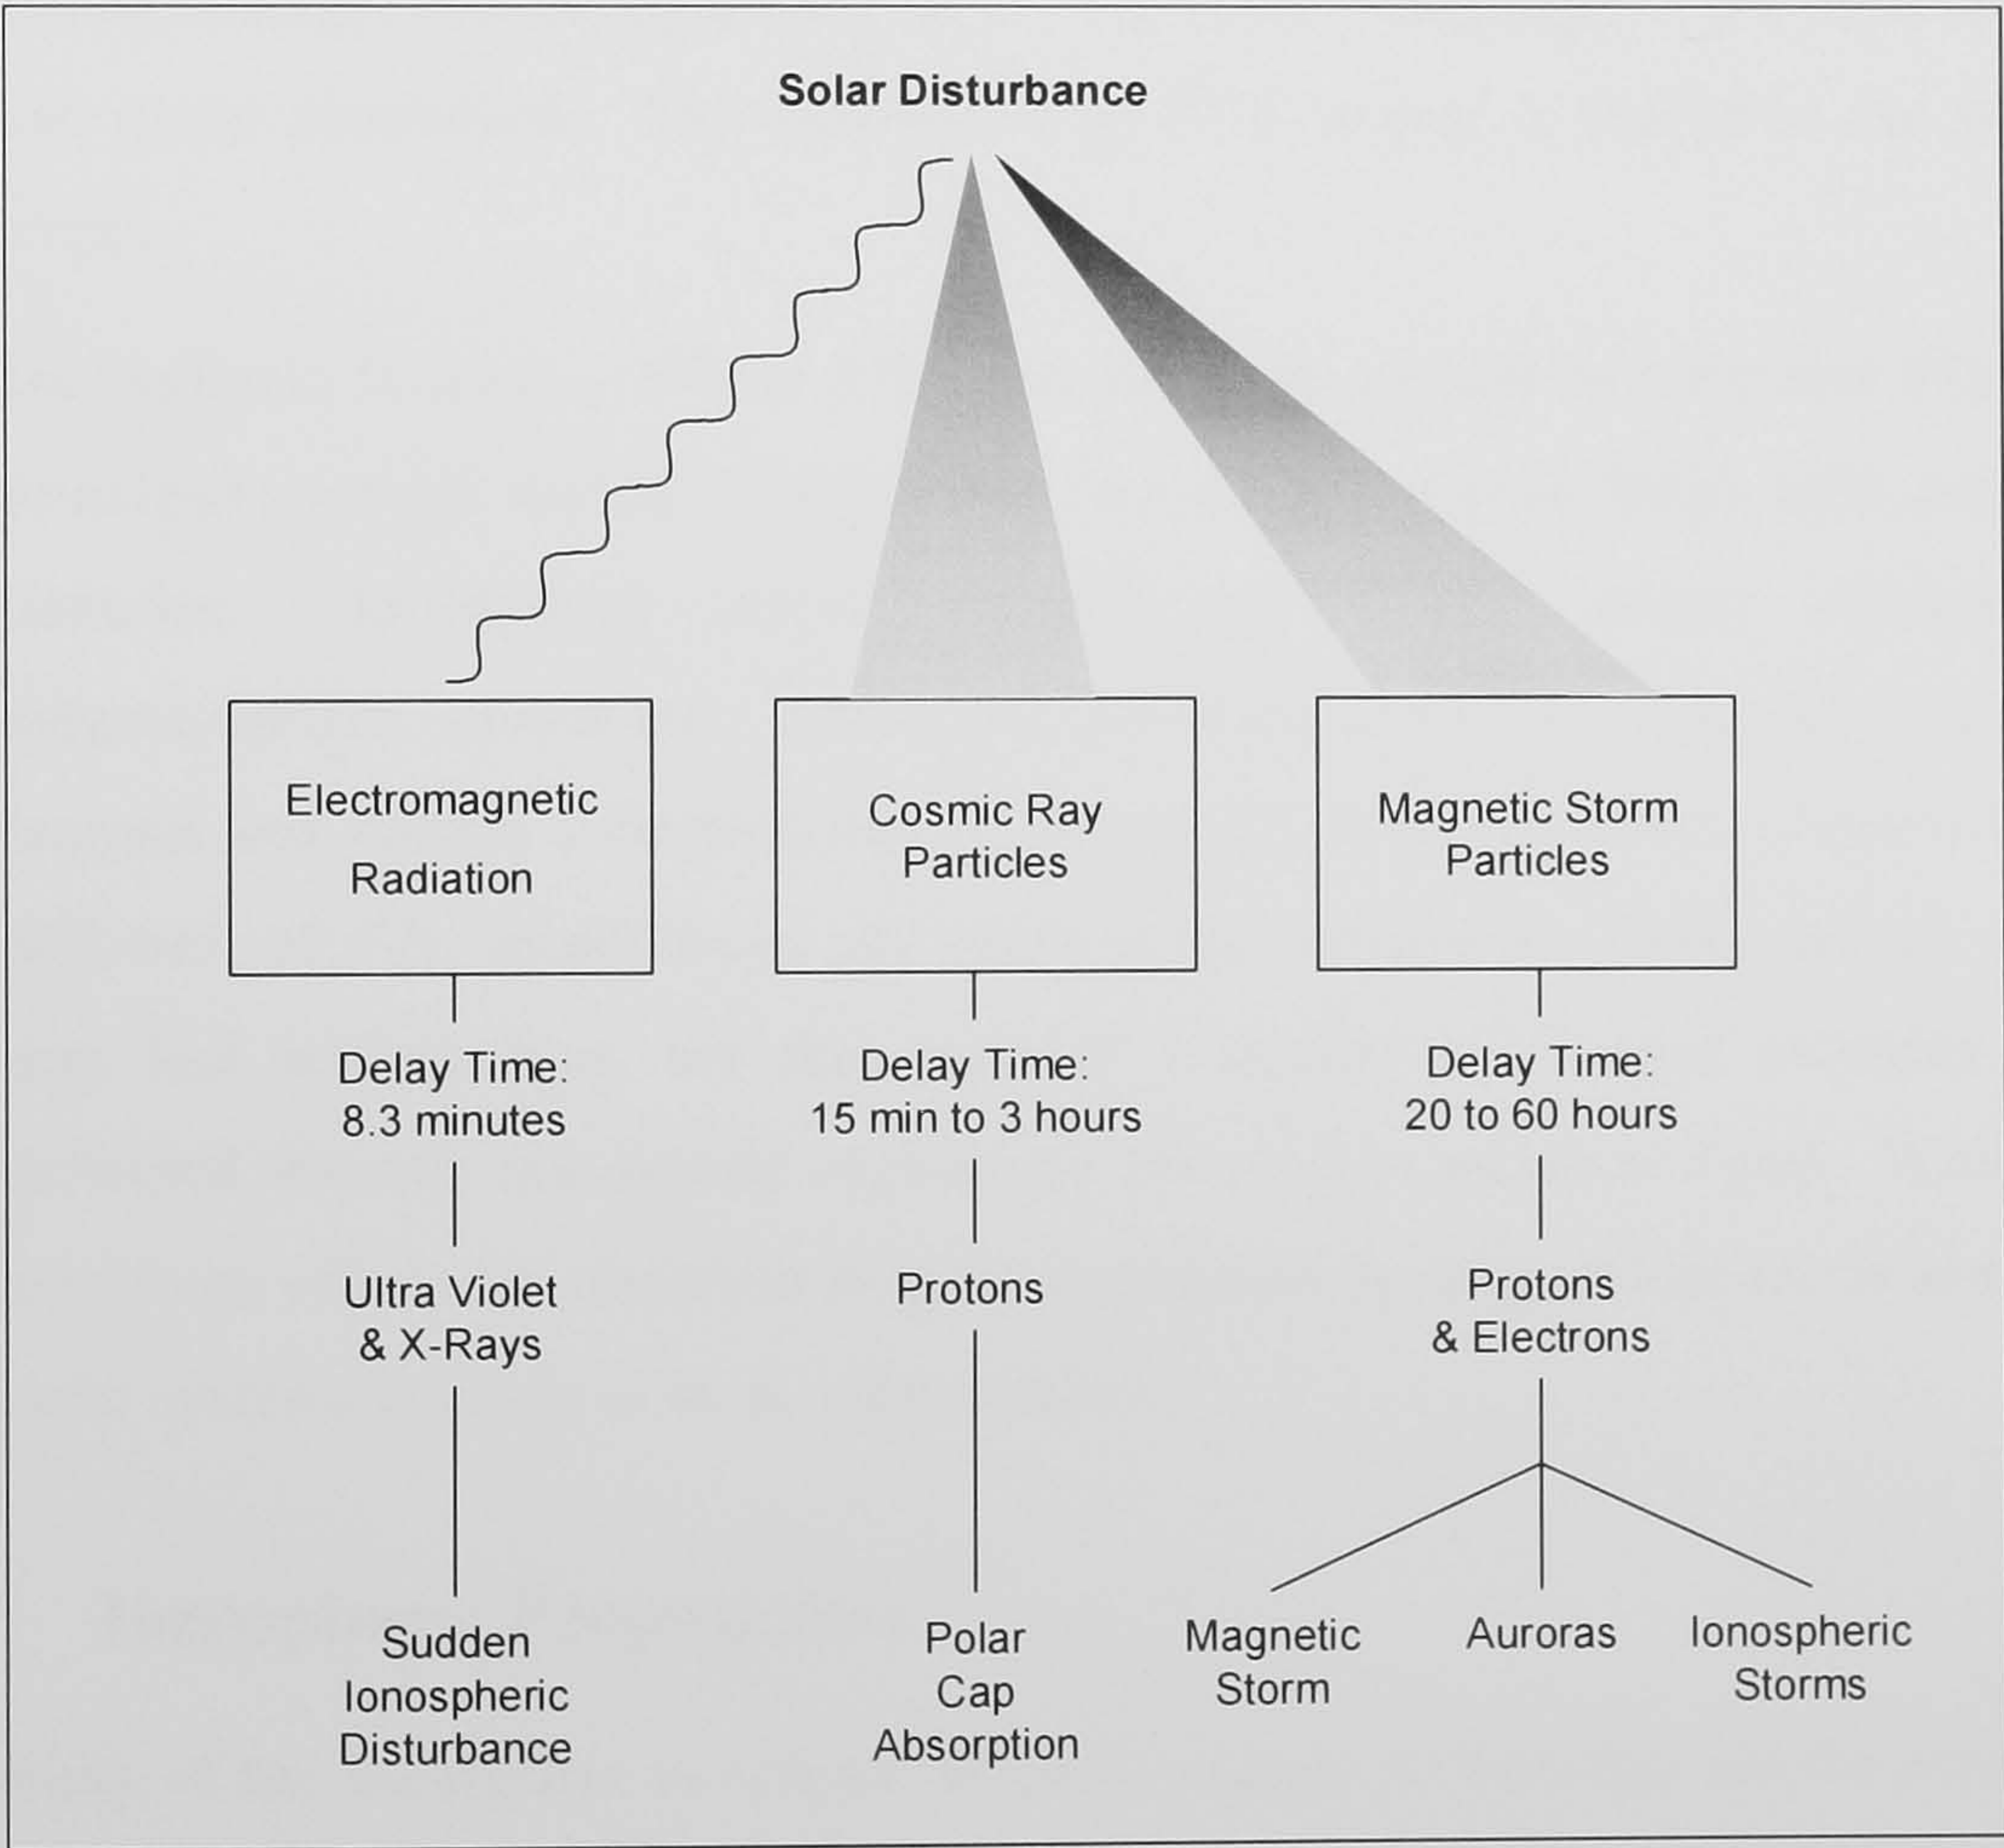 Solar Disturbance
Electromagnetic
Radiation
Delay Time:
8.3 minutes
Ultra Violet
& X-Rays
Sudden
Ionospheric
Disturbance
Cosmic Ray
Particles
Delay Time:
15 min to 3 hours
Protons
Polar
Cap
Absorption
Magnetic Storm
Particles
Delay Time:
20 to 60 hours
Protons
& Electrons
Magnetic
Storm
Auroras
Ionospheric
Storms